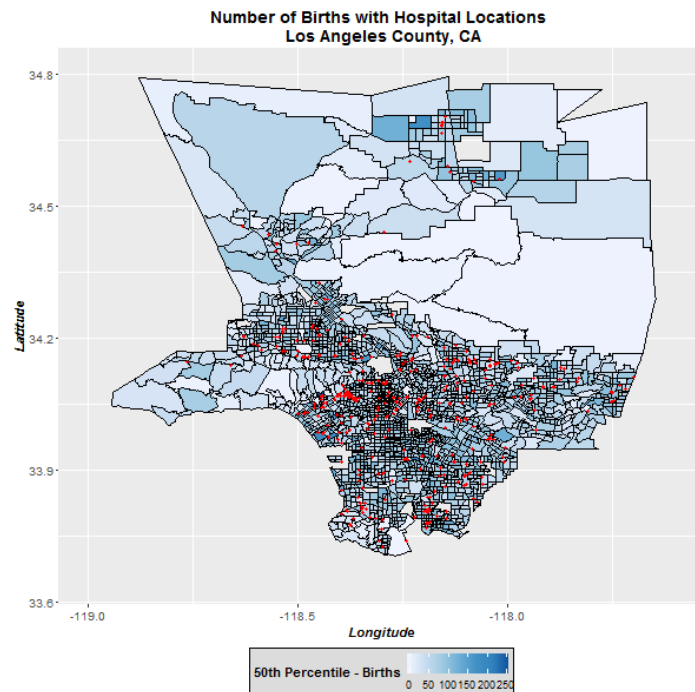 Number of Births with Hospital Locations
Los Angeles County, CA
34.8
34.5
34.2
33.9
33.6
Latitude
-119.0 -118.5 -118.0
Longitude
50th Percentile - Births
0 50 100 150 200 250